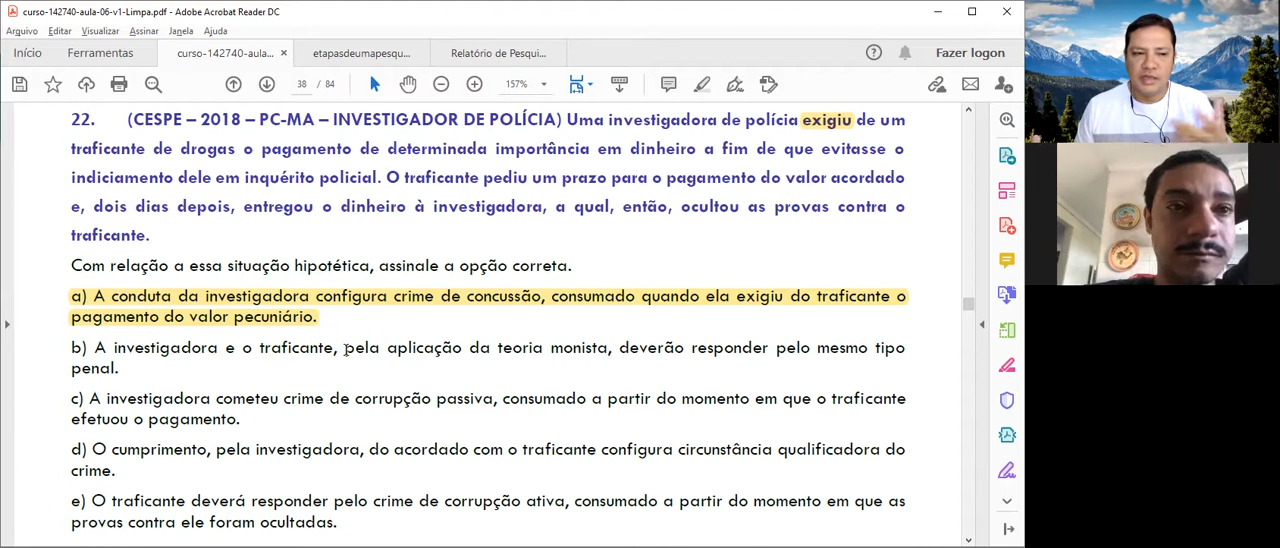 curso-142740-aula-06-v1-Limpa.pdf - Adobe Acrobat Reader DC
Arquivo Editar Visualizar Assinar Janela Ajuda
Início Ferramentas curso-142740-aula... × etapasdeumapesqu... Relatório de Pesqui... Fazer logon
38 / 84 157%
22. (CESPE – 2018 – PC-MA – INVESTIGADOR DE POLÍCIA) Uma investigadora de polícia exigiu de um
traficante de drogas o pagamento de determinada importância em dinheiro a fim de que evitasse o
indiciamento dele em inquérito policial. O traficante pediu um prazo para o pagamento do valor acordado
e, dois dias depois, entregou o dinheiro à investigadora, a qual, então, ocultou as provas contra o
traficante.
Com relação a essa situação hipotética, assinale a opção correta.
a) A conduta da investigadora configura crime de concussão, consumado quando ela exigiu do traficante o
pagamento do valor pecuniário.
b) A investigadora e o traficante, pela aplicação da teoria monista, deverão responder pelo mesmo tipo
penal.
c) A investigadora cometeu crime de corrupção passiva, consumado a partir do momento em que o traficante
efetuou o pagamento.
d) O cumprimento, pela investigadora, do acordado com o traficante configura circunstância qualificadora do
crime.
e) O traficante deverá responder pelo crime de corrupção ativa, consumado a partir do momento em que as
provas contra ele foram ocultadas.